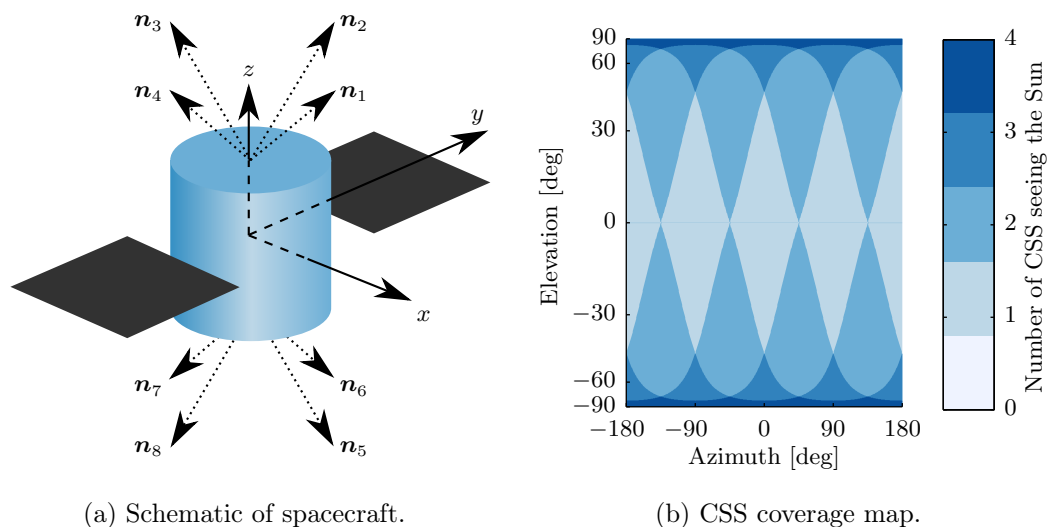 n3
n2
n4
z
n1
y
x
n7
n6
n8
n5
(a) Schematic of spacecraft.
90
60
30
0
−30
−60
−90
Elevation [deg]
−180
−90
0
90
180
Azimuth [deg]
4
3
2
1
0
Number of CSS seeing the Sun
(b) CSS coverage map.